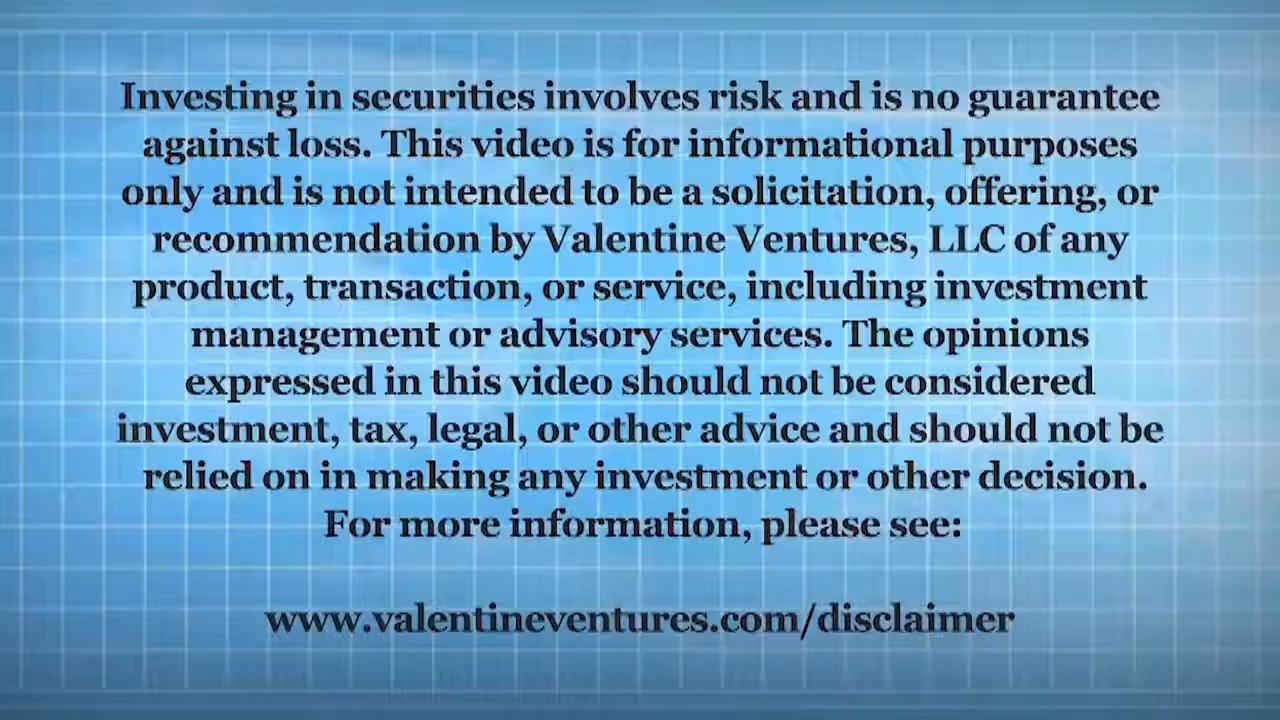 Investing in securities involves risk and is no guarantee
against loss. This video is for informational purposes
only and is not intended to be a solicitation, offering, or
recommendation by Valentine Ventures, LLC of any
product, transaction, or service, including investment
management or advisory services. The opinions
expressed in this video should not be considered
investment, tax, legal, or other advice and should not be
relied on in making any investment or other decision.
For more information, please see:
www.valentineventures.com/disclaimer